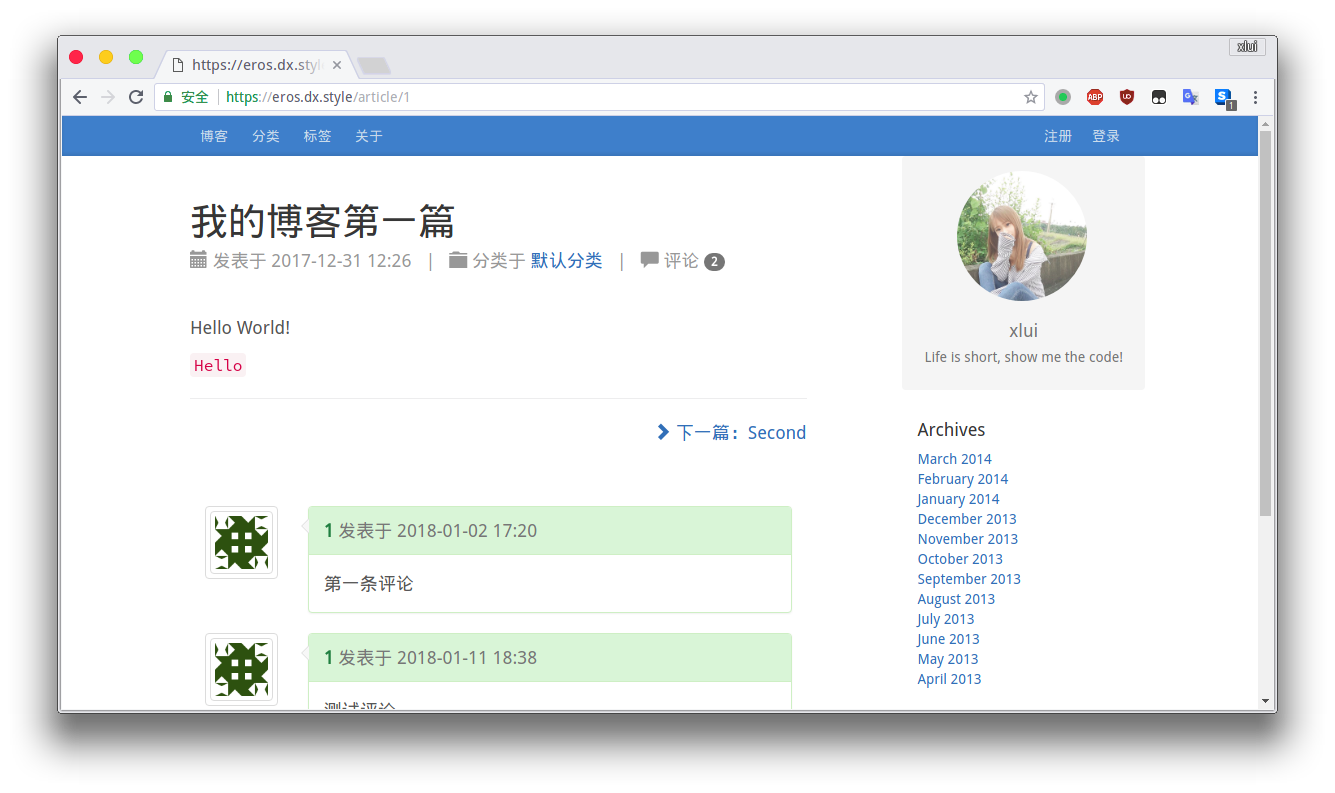 xlui
https://eros.dx.styl
安全 https://eros.dx.style/article/1
ABP
1
博客 分类 标签 关于 注册 登录
我的博客第一篇
发表于 2017-12-31 12:26 | 分类于 默认分类 | 评论 2
Hello World!
Hello
下一篇：Second
1 发表于 2018-01-02 17:20
第一条评论
1 发表于 2018-01-11 18:38
测试评论
xlui
Life is short, show me the code!
Archives
March 2014
February 2014
January 2014
December 2013
November 2013
October 2013
September 2013
August 2013
July 2013
June 2013
May 2013
April 2013